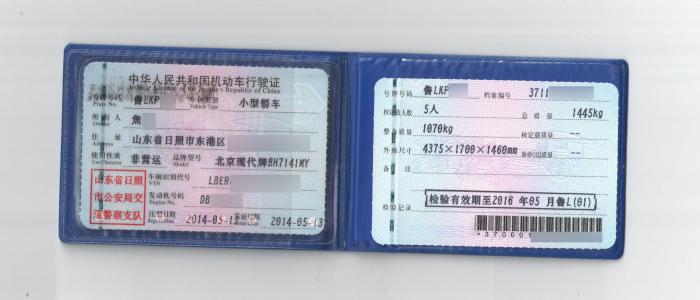 中华人民共和国机动车行驶证
Vehicle License of the People's Republic of China
号牌号码 鲁LKP 车辆类型 小型轿车
Plate No. Vehicle Type
所有人 焦
Owner
住址 山东省日照市东港区
Address
使用性质 非营运 品牌型号 北京现代牌BH7141MY
Use Character Model
山东省日照
市公安局交
警察支队
车辆识别代号 LBER
VIN
发动机号码 DB
Engine No.
注册日期 2014-05-13 发证日期 2014-05-13
号牌号码 鲁LKP 档案编号 3711
核定载人数 5人 总质量 1445kg
整备质量 1070kg 核定载质量 --
外廓尺寸 4375×1700×1460mm 准牵引总质量 --
备注
检验记录 检验有效期至2016 年05 月鲁L(01)
*370001